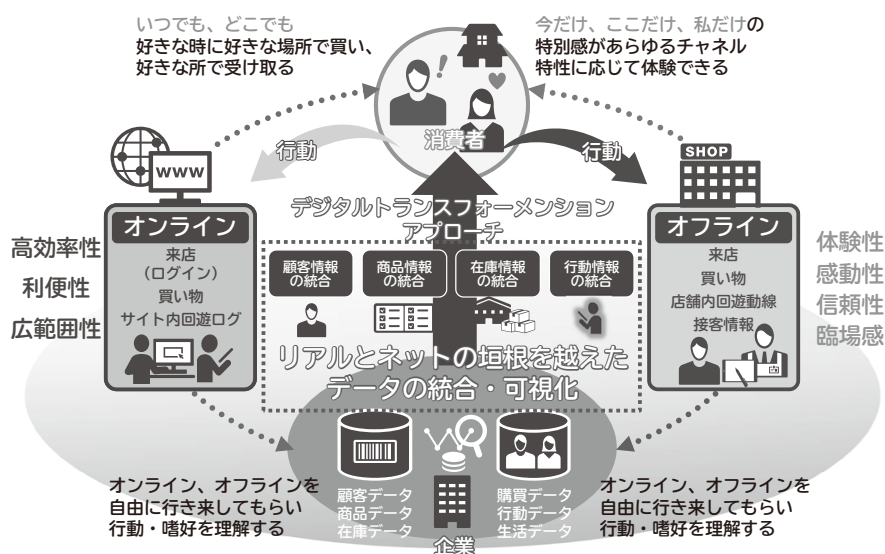 いつでも、どこでも
好きな時に好きな場所で買い、
好きな所で受け取る
今だけ、ここだけ、私だけの
特別感があらゆるチャネル
特性に応じて体験できる
消費者
行動
行動
WWW
SHOP
デジタルトランスフォーメンション
アプローチ
オンライン
来店
（ログイン）
買い物
サイト内回遊ログ
高効率性
利便性
広範囲性
顧客情報
の統合
商品情報
の統合
在庫情報
の統合
行動情報
の統合
リアルとネットの垣根を越えた
データの統合・可視化
オフライン
来店
買い物
店舗内回遊動線
接客情報
体験性
感動性
信頼性
臨場感
オンライン、オフラインを
自由に行き来してもらい
行動・嗜好を理解する
顧客データ
商品データ
在庫データ
企業
購買データ
行動データ
生活データ
オンライン、オフラインを
自由に行き来してもらい
行動・嗜好を理解する